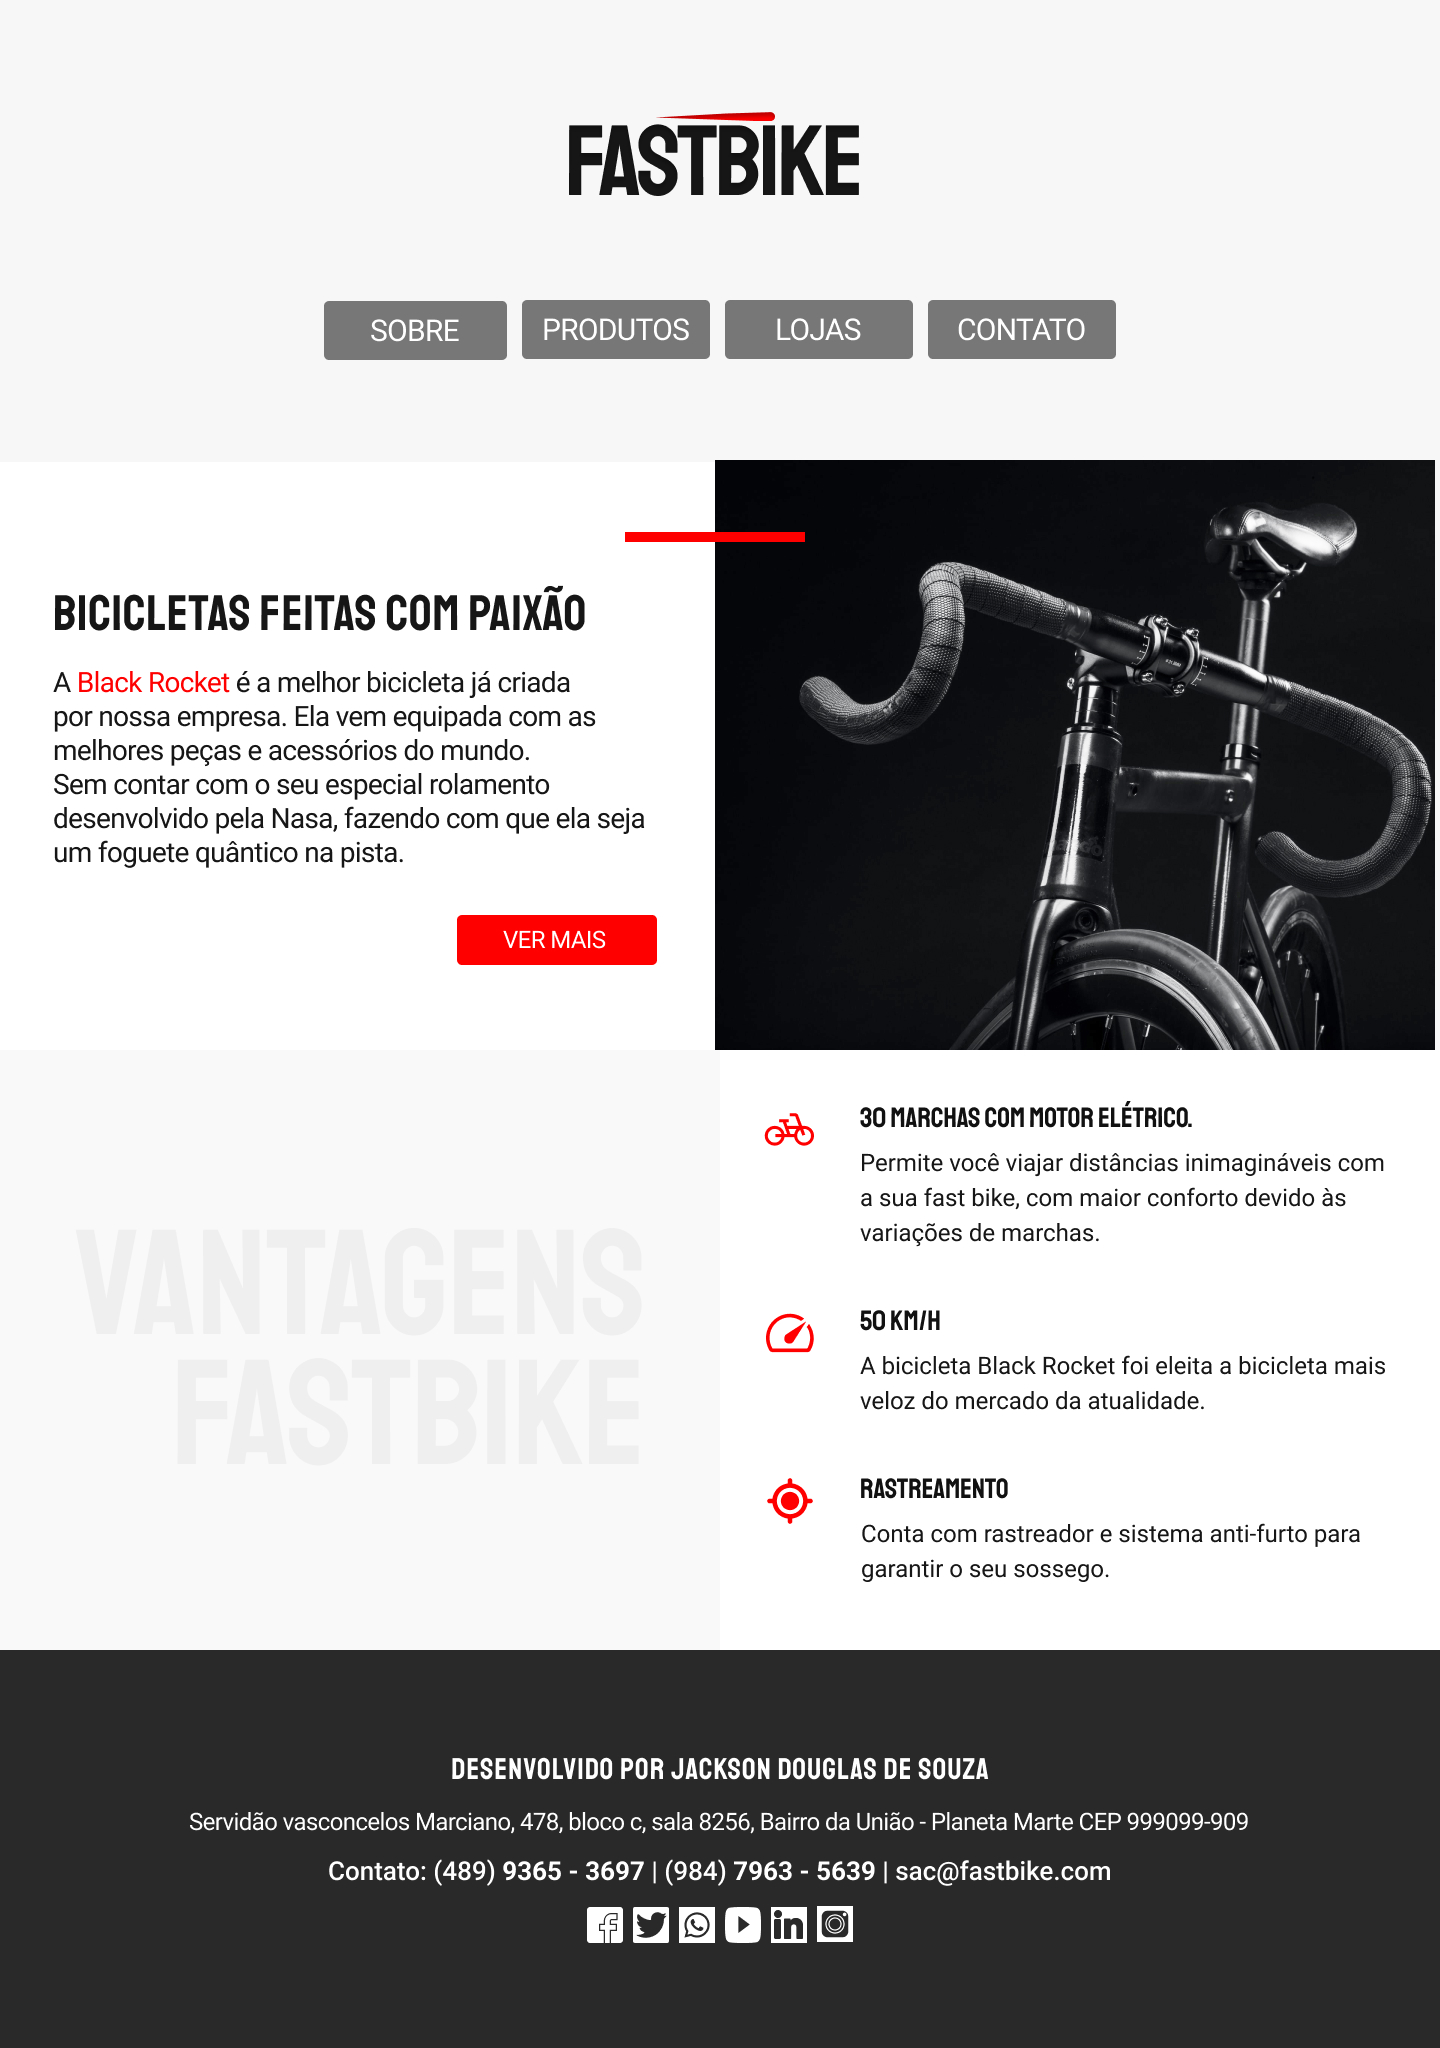 FASTBIKE
SOBRE
PRODUTOS
LOJAS
CONTATO
BICICLETAS FEITAS COM PAIXÃO
A Black Rocket é a melhor bicicleta já criada
por nossa empresa. Ela vem equipada com as
melhores peças e acessórios do mundo.
Sem contar com o seu especial rolamento
desenvolvido pela Nasa, fazendo com que ela seja
um foguete quântico na pista.
VER MAIS
VANTAGENS
FASTBIKE
30 MARCHAS COM MOTOR ELÉTRICO.
Permite você viajar distâncias inimagináveis com
a sua fast bike, com maior conforto devido às
variações de marchas.
50 KM/H
A bicicleta Black Rocket foi eleita a bicicleta mais
veloz do mercado da atualidade.
RASTREAMENTO
Conta com rastreador e sistema anti-furto para
garantir o seu sossego.
DESENVOLVIDO POR JACKSON DOUGLAS DE SOUZA
Servidão vasconcelos Marciano, 478, bloco c, sala 8256, Bairro da União - Planeta Marte CEP 999099-909
Contato: (489) 9365 - 3697 | (984) 7963 - 5639 | sac@fastbike.com